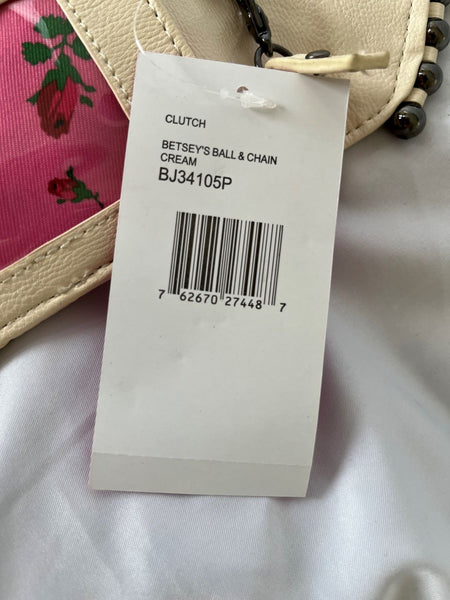 CLUTCH
BETSEY'S BALL & CHAIN
CREAM
BJ34105P
7 62670 27448 7